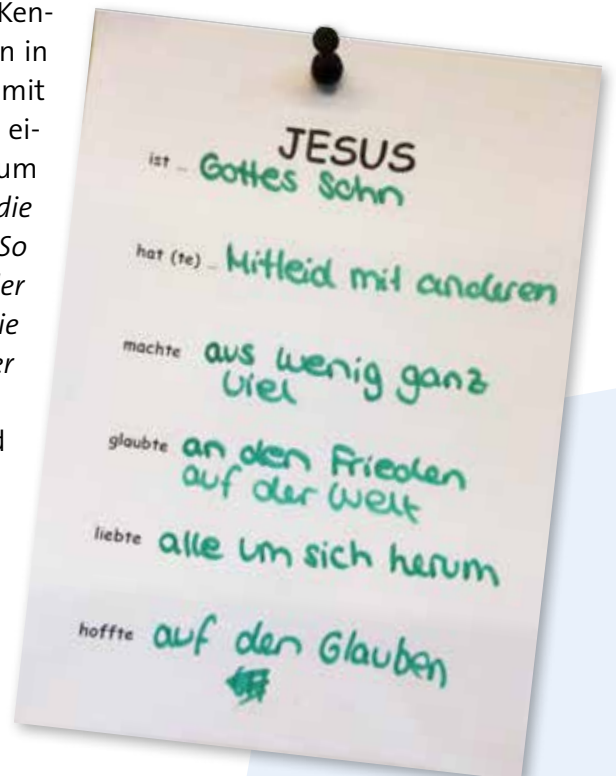 Ken-
n in
mit
ei-
um
die
So
er
ie
er
d
JESUS
ist … Gottes Sohn
hat (te) … Mitleid mit anderen
machte aus wenig ganz
viel
glaubte an den Frieden
auf der Welt
liebte alle um sich herum
hoffte auf den Glauben